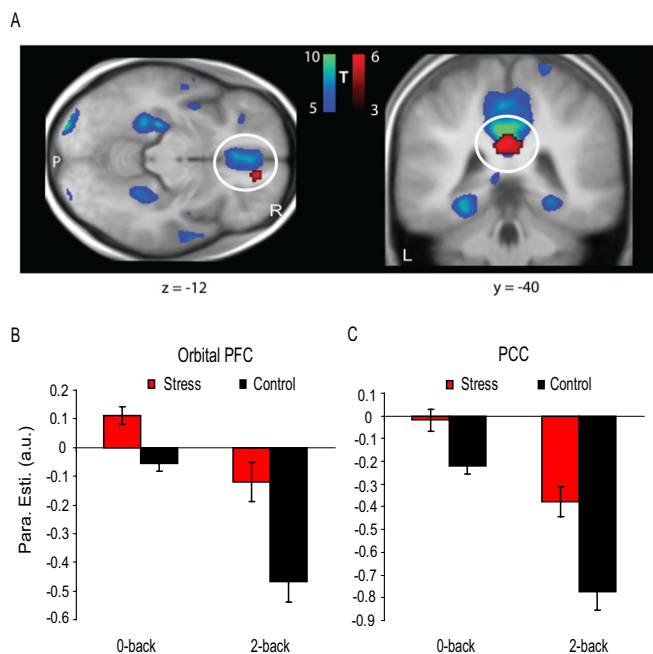 A
10 T 6
5 3
P
R
L
z = -12 y = -40
B
Orbital PFC
Stress Control
Para. Esti. (a.u.)
0.2
0.1
0
-0.1
-0.2
-0.3
-0.4
-0.5
-0.6
0-back 2-back
C
PCC
Stress Control
0.1
0
-0.1
-0.2
-0.3
-0.4
-0.5
-0.6
-0.7
-0.8
-0.9
0-back 2-back